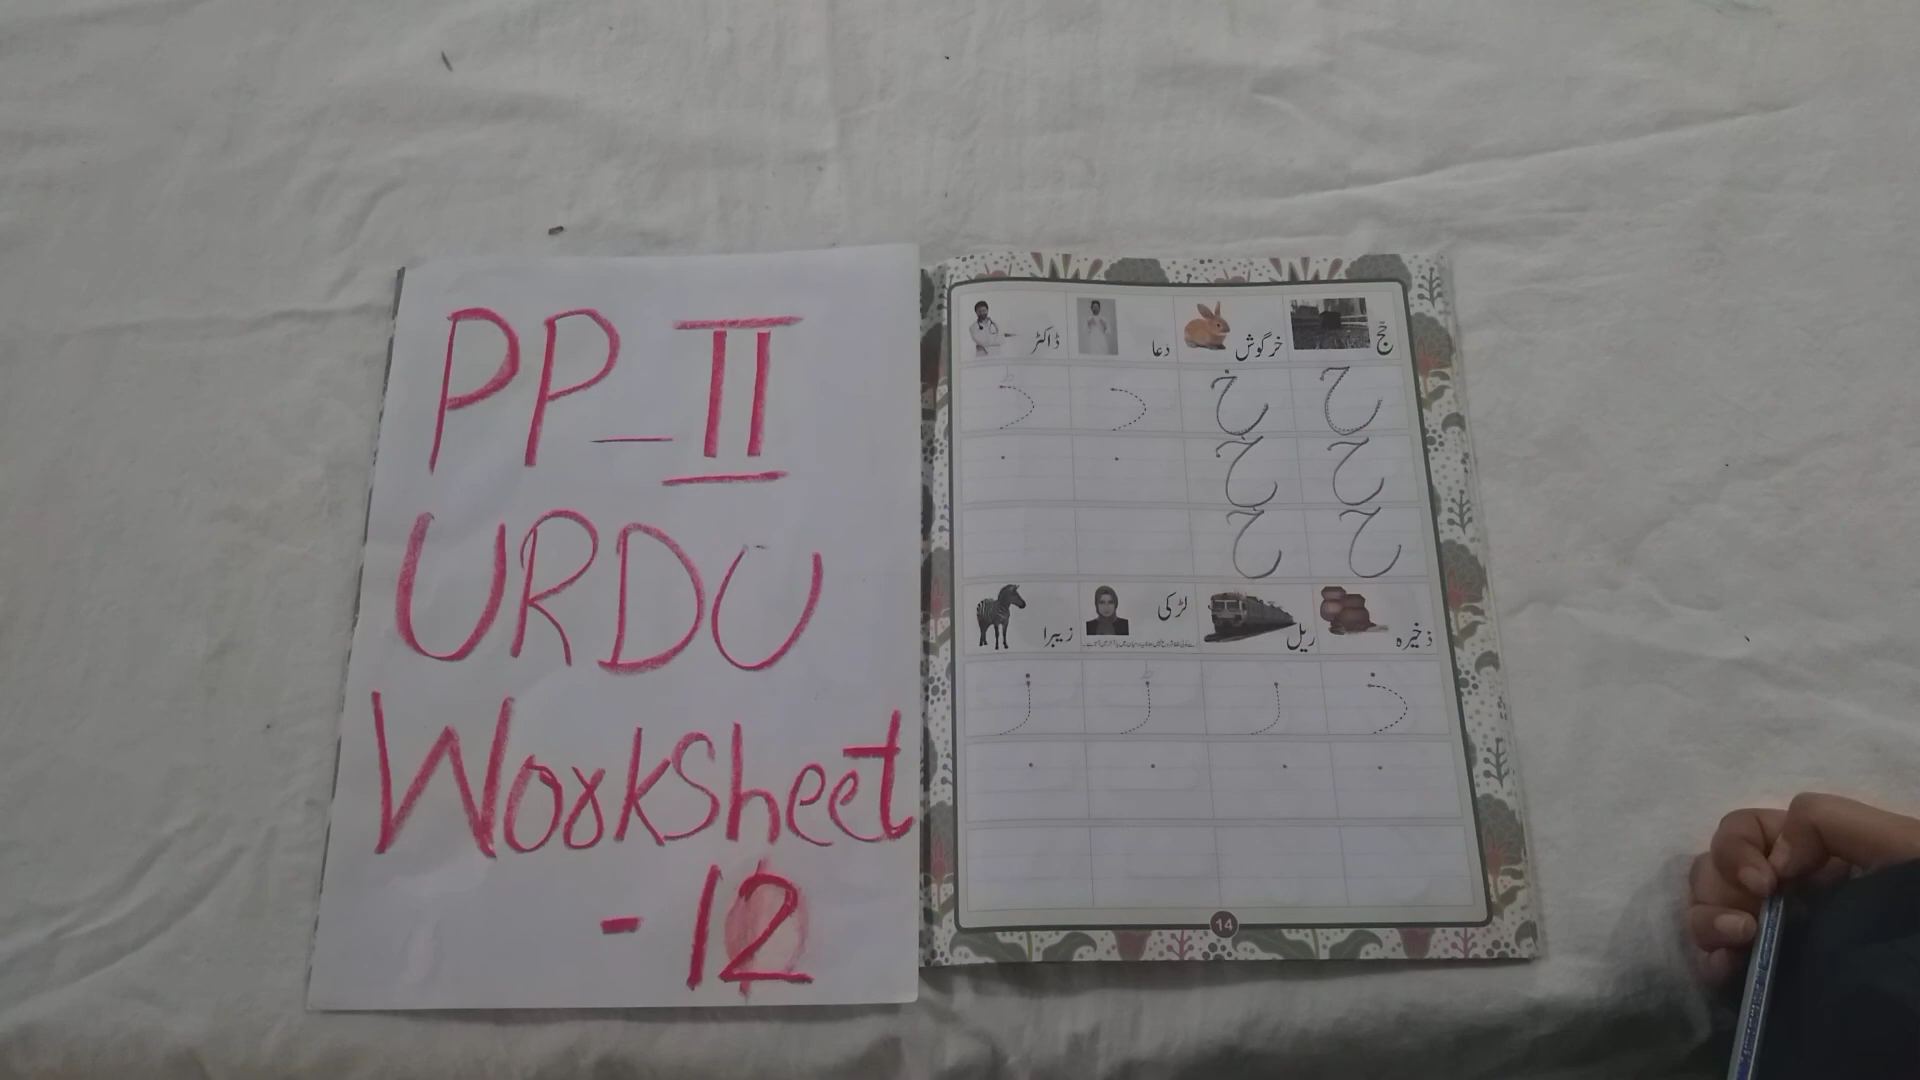 PP_II
URDU
Worksheet
-12
حج خرگوش دعا ڈاکٹر
ح خ د ڈ
ح خ
ح خ
ذخیرہ ریل لڑکی زیبرا
ذ ر ڑ ز
14